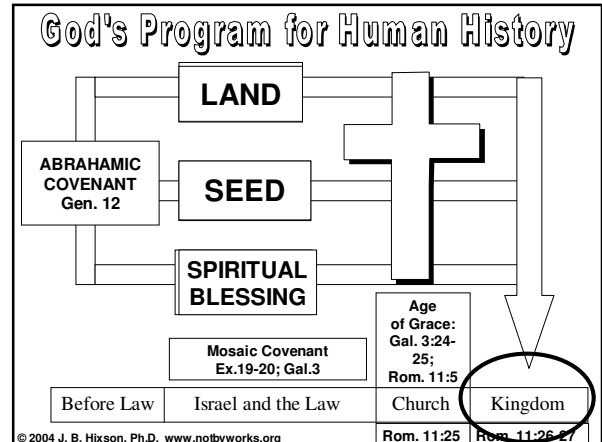 God's Program for Human History
LAND
ABRAHAMIC
COVENANT
Gen. 12
SEED
SPIRITUAL
BLESSING
Age
of Grace:
Gal. 3:24-
25;
Rom. 11:5
Mosaic Covenant
Ex.19-20; Gal.3
Before Law
Israel and the Law
Church
Kingdom
Rom. 11:25
Rom. 11:26-27
© 2004 J. B. Hixson, Ph.D. www.notbyworks.org